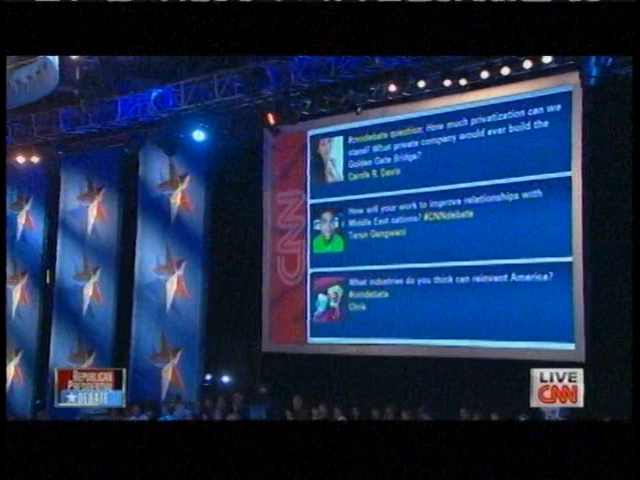 #cnndebate question: How much privatization can we
stand? What private company would ever build the
Golden Gate Bridge?
Carrie R. Davis
How will your work to improve relationships with
Middle East nations? #CNNdebate
Tarun Gangwani
What industries do you think can reinvent America?
#cnndebate
Chris
CNN
REPUBLICAN
PRESIDENTIAL
DEBATE
LIVE
CNN